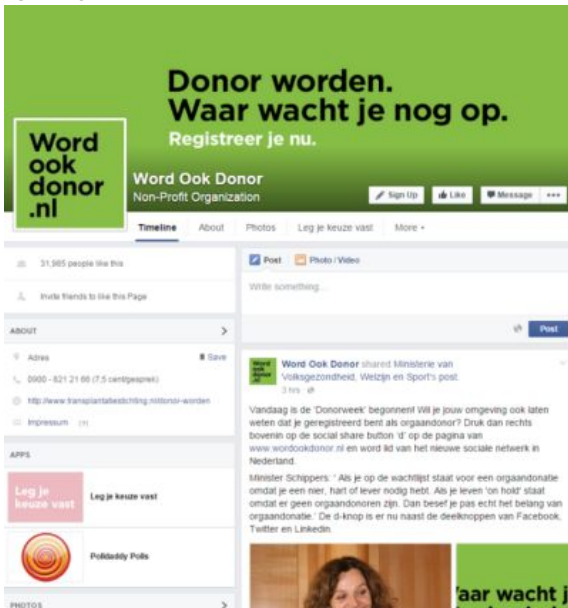 Donor worden.
Waar wacht je nog op.
Registreer je nu.
Word
ook
donor
.nl
Word Ook Donor
Non-Profit Organization
Sign Up
Like
Message
Timeline
About
Photos
Leg je keuze vast
More
31,985 people like this
Invite friends to like this Page
ABOUT
Adres
Save
0900 - 821 21 66 (7,5 cent/gesprek)
Impressum
APPS
Leg je
keuze vast
Leg je keuze vast
Polldaddy Polls
PHOTOS
Post
Photo / Video
Write something...
Post
Word
ook
donor
.nl
Word Ook Donor shared Ministerie van
Volksgezondheid, Welzijn en Sport's post.
3 hrs
Vandaag is de 'Donorweek' begonnen! Wil je jouw omgeving ook laten
weten dat je geregistreerd bent als orgaandonor? Druk dan rechts
bovenin op de social share button 'd' op de pagina van
www.wordookdonor.nl en word lid van het nieuwe sociale netwerk in
Nederland.
Minister Schippers: ' Als je op de wachtlijst staat voor een orgaandonatie
omdat je een nier, hart of lever nodig hebt. Als je leven 'on hold' staat
omdat er geen orgaandonoren zijn. Dan besef je pas echt het belang van
orgaandonatie.' De d-knop is er nu naast de deelknoppen van Facebook,
Twitter en Linkedin.
aar wacht j